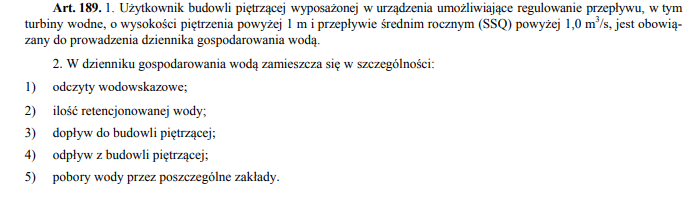 Art. 189. 1. Użytkownik budowli piętrzącej wyposażonej w urządzenia umożliwiające regulowanie przepływu, w tym
turbiny wodne, o wysokości piętrzenia powyżej 1 m i przepływie średnim rocznym (SSQ) powyżej 1,0 m³/s, jest obowią-
zany do prowadzenia dziennika gospodarowania wodą.
2. W dzienniku gospodarowania wodą zamieszcza się w szczególności:
1) odczyty wodowskazowe;
2) ilość retencjonowanej wody;
3) dopływ do budowli piętrzącej;
4) odpływ z budowli piętrzącej;
5) pobory wody przez poszczególne zakłady.